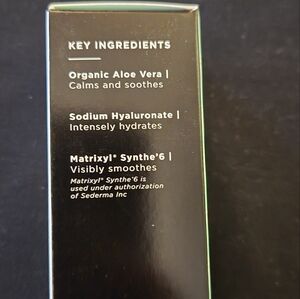 KEY INGREDIENTS
Organic Aloe Vera |
Calms and soothes
Sodium Hyaluronate |
Intensely hydrates
Matrixyl® Synthe'6 |
Visibly smoothes
Matrixyl® Synthe'6 is
used under authorization
of Sederma Inc